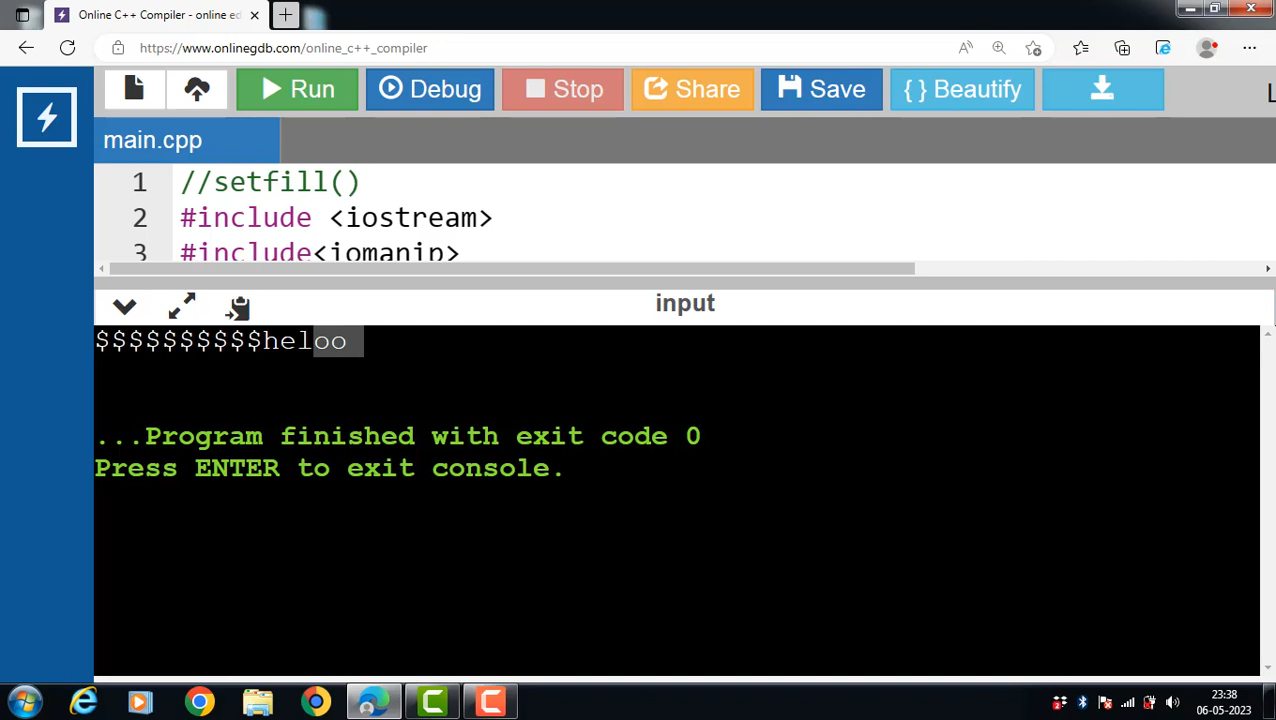 Online C++ Compiler - online ed
https://www.onlinegdb.com/online_c++_compiler
Run Debug Stop Share Save { } Beautify L
main.cpp
1 //setfill()
2 #include <iostream>
3 #include<iomanip>
input
$$$$$$$$$$heloo
...Program finished with exit code 0
Press ENTER to exit console.
23:38
06-05-2023